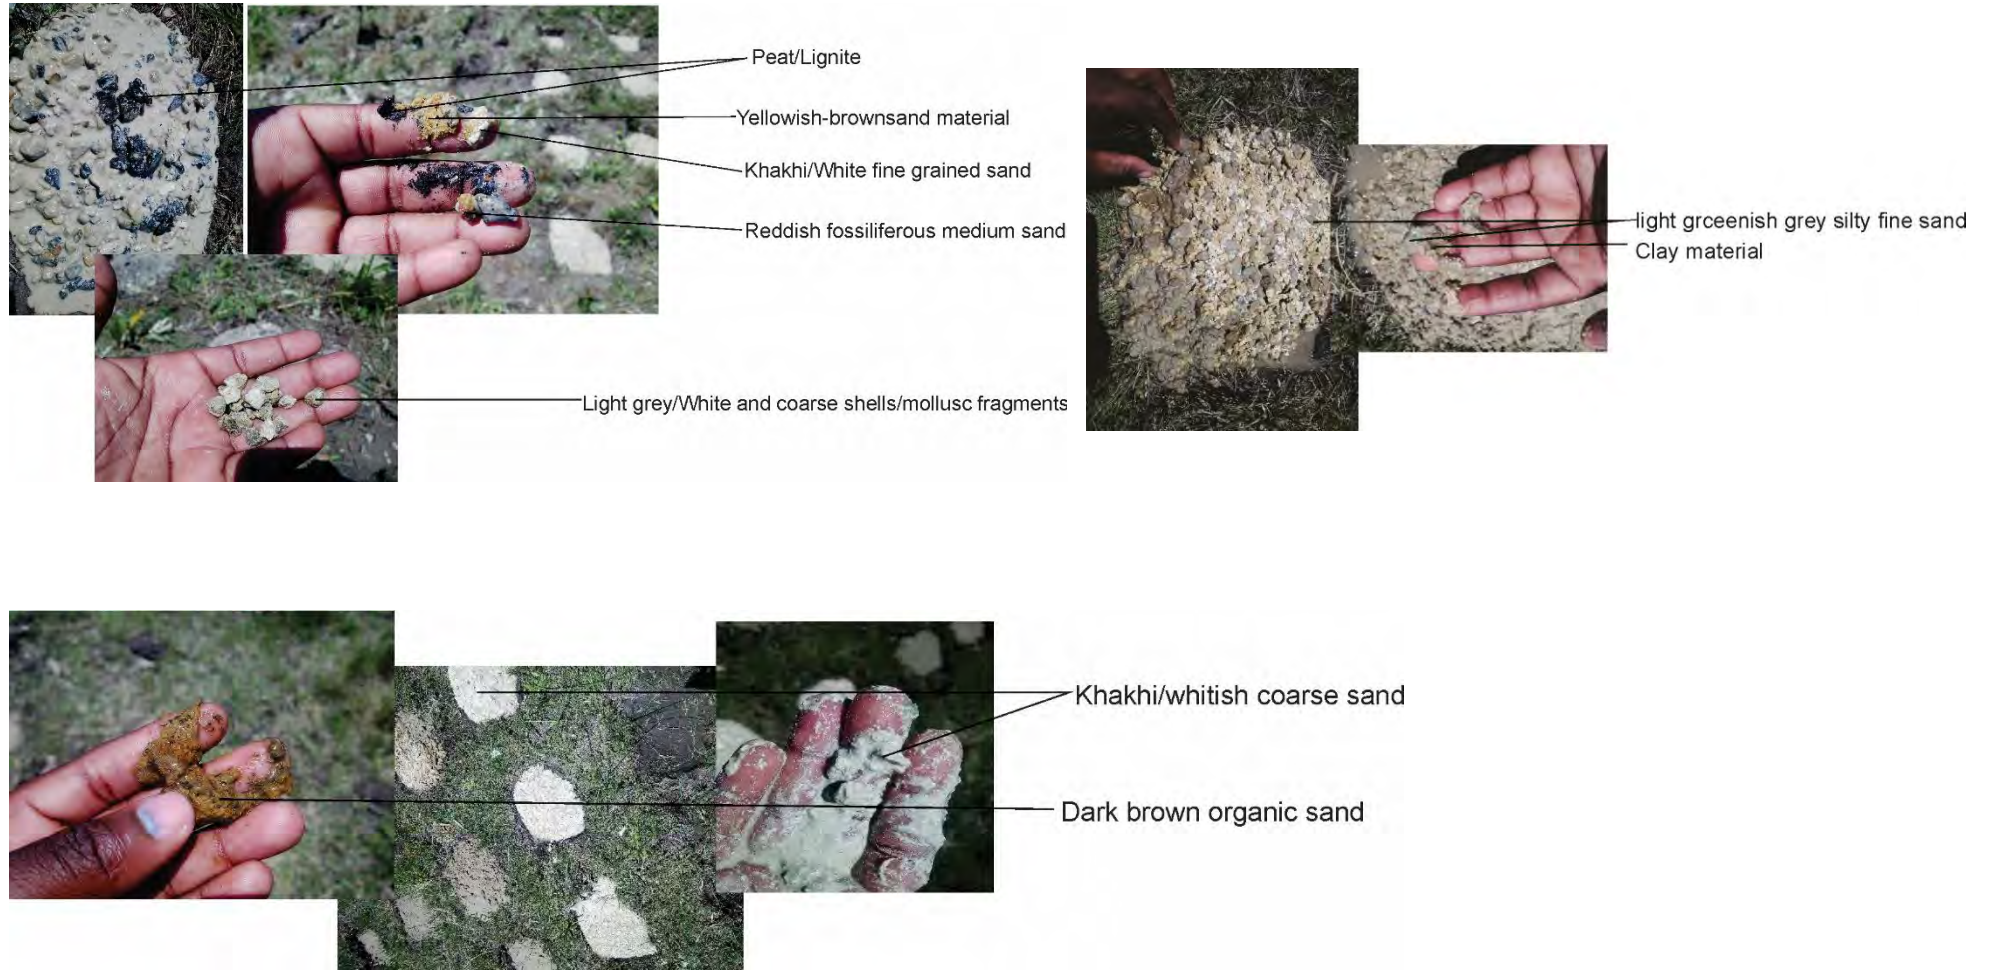 Peat/Lignite
Yellowish-brownsand material
Khakhi/White fine grained sand
Reddish fossiliferous medium sand
Light grey/White and coarse shells/mollusc fragments
light grceenish grey silty fine sand
Clay material
Khakhi/whitish coarse sand
Dark brown organic sand